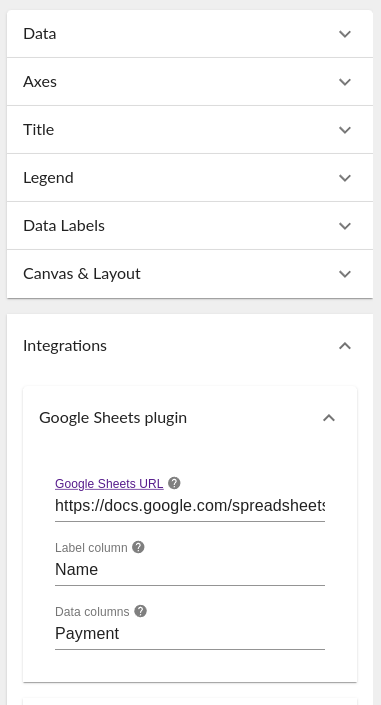 Data
Axes
Title
Legend
Data Labels
Canvas & Layout
Integrations
Google Sheets plugin
Google Sheets URL ?
https://docs.google.com/spreadsheets
Label column ?
Name
Data columns ?
Payment